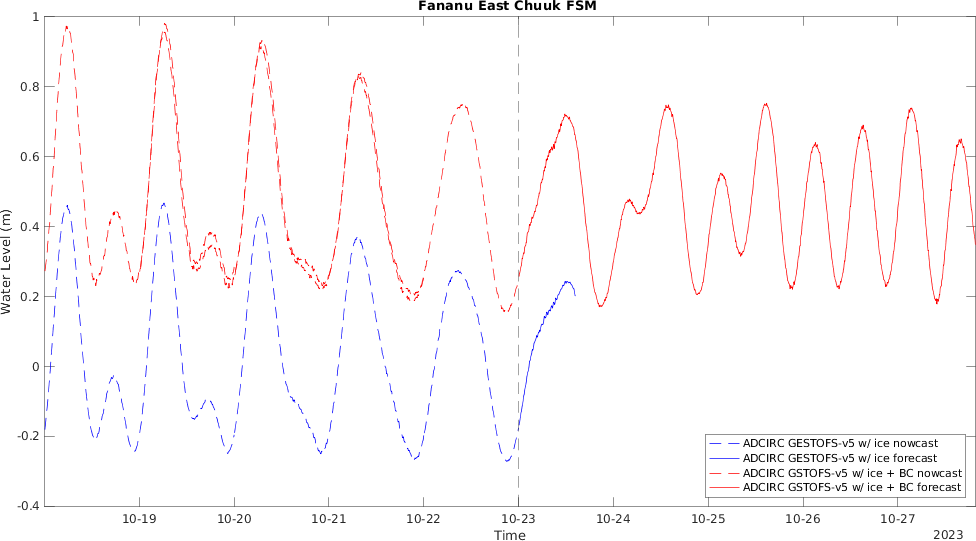 Fananu East Chuuk FSM
1
0.8
0.6
0.4
0.2
0
-0.2
-0.4
Water Level (m)
ADCIRC GESTOFS-v5 w/ ice nowcast
ADCIRC GESTOFS-v5 w/ ice forecast
ADCIRC GSTOFS-v5 w/ ice + BC nowcast
ADCIRC GSTOFS-v5 w/ ice + BC forecast
10-19 10-20 10-21 10-22 10-23 10-24 10-25 10-26 10-27
Time
2023